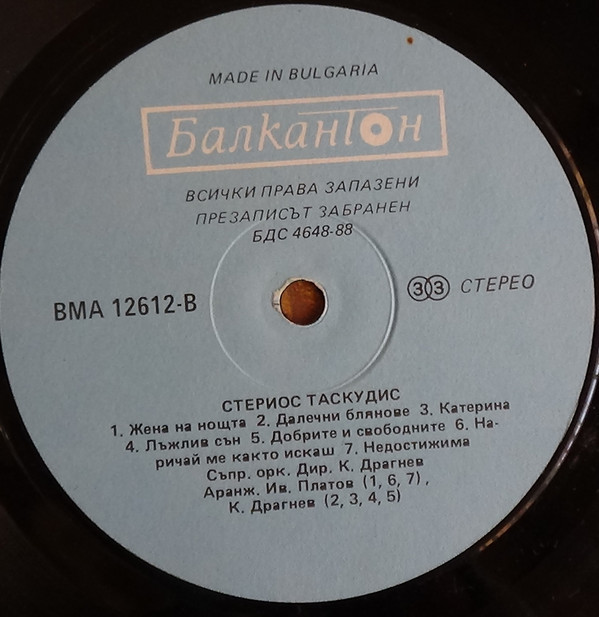 MADE IN BULGARIA
Балкантон
ВСИЧКИ ПРАВА ЗАПАЗЕНИ
ПРЕЗАПИСЪТ ЗАБРАНЕН
БДС 4648-88
ВМА 12612-В
33 СТЕРЕО
СТЕРИОС ТАСКУДИС
1. Жена на нощта 2. Далечни блянове 3. Катерина
4. Лъжлив сън 5. Добрите и свободните 6. На-
ричай ме както искаш 7. Недостижима
Съпр. орк. Дир. К. Драгнев
Аранж. Ив. Платов (1, 6, 7),
К. Драгнев (2, 3, 4, 5)